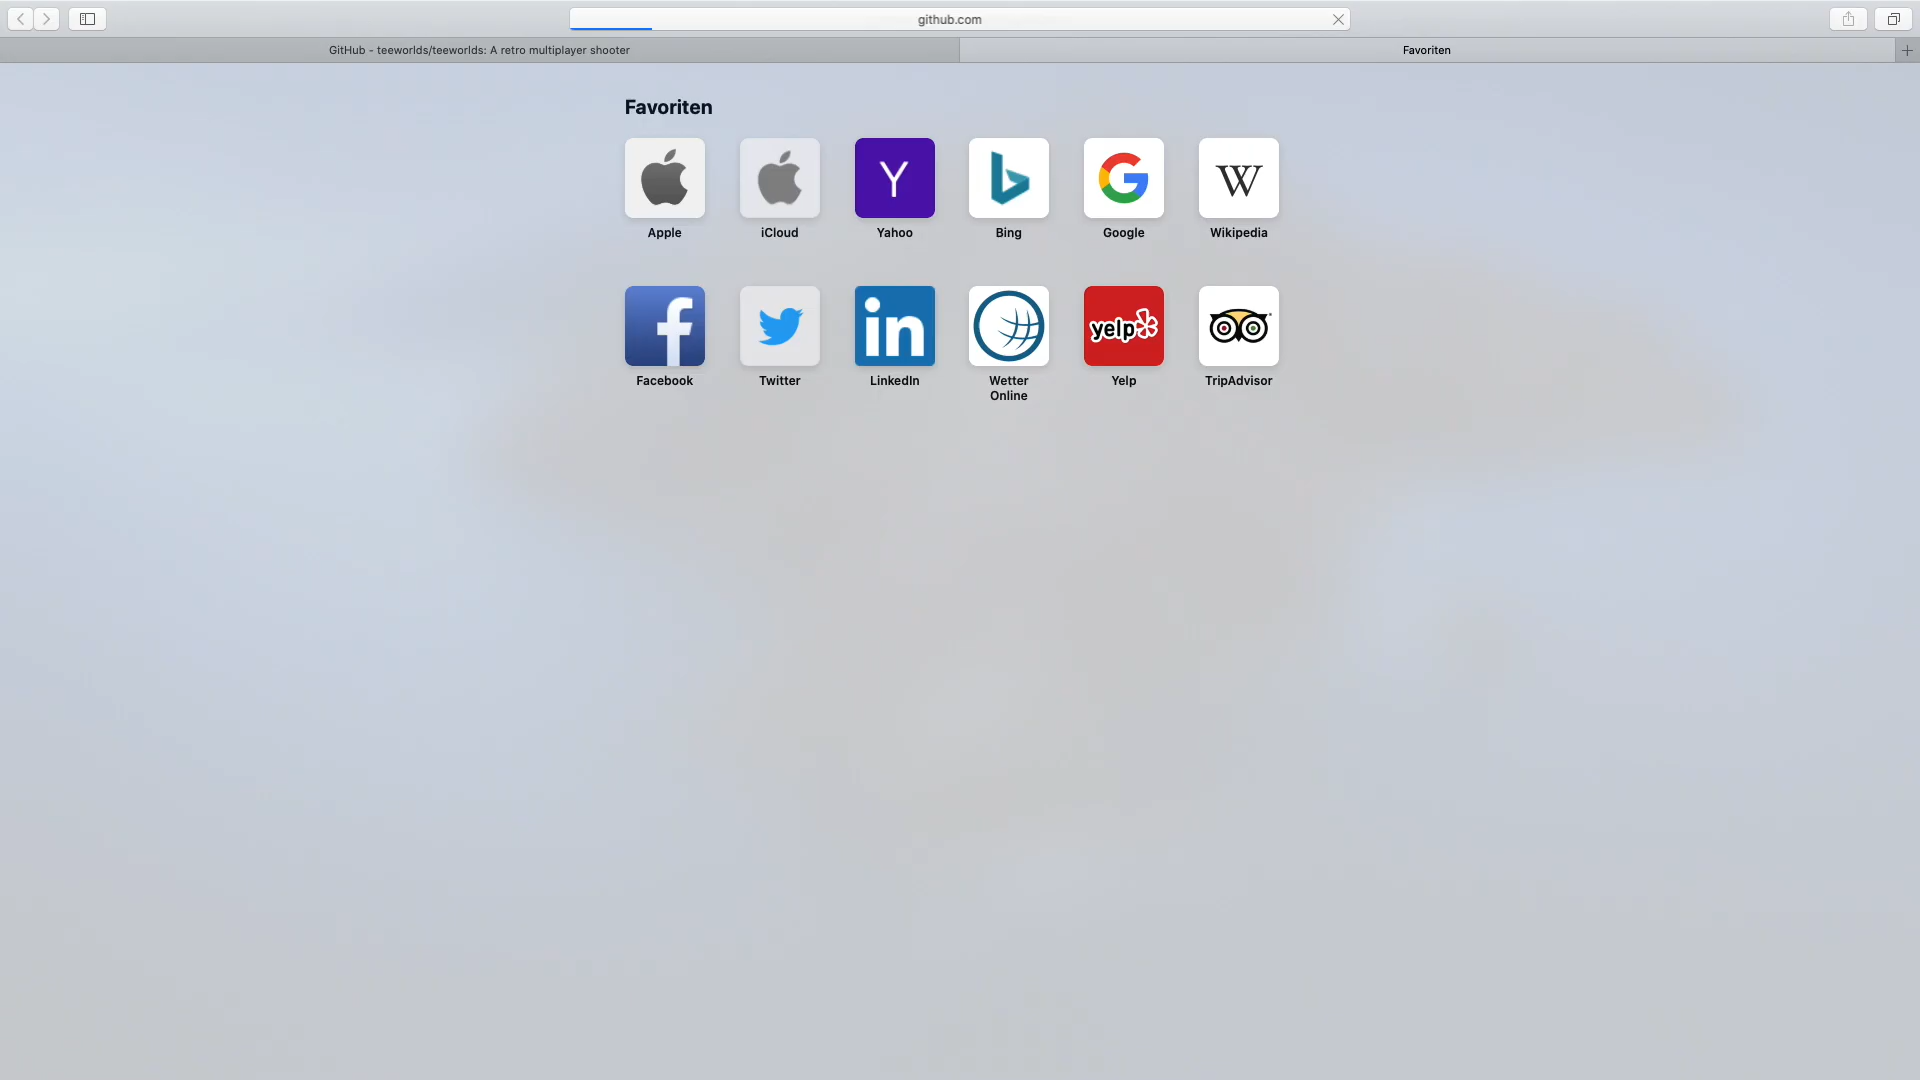 github.com
GitHub - teeworlds/teeworlds: A retro multiplayer shooter
Favoriten
Favoriten
Apple
iCloud
Y
Yahoo
Bing
Google
W
Wikipedia
Facebook
Twitter
in
LinkedIn
Wetter
Online
yelp
Yelp
TripAdvisor